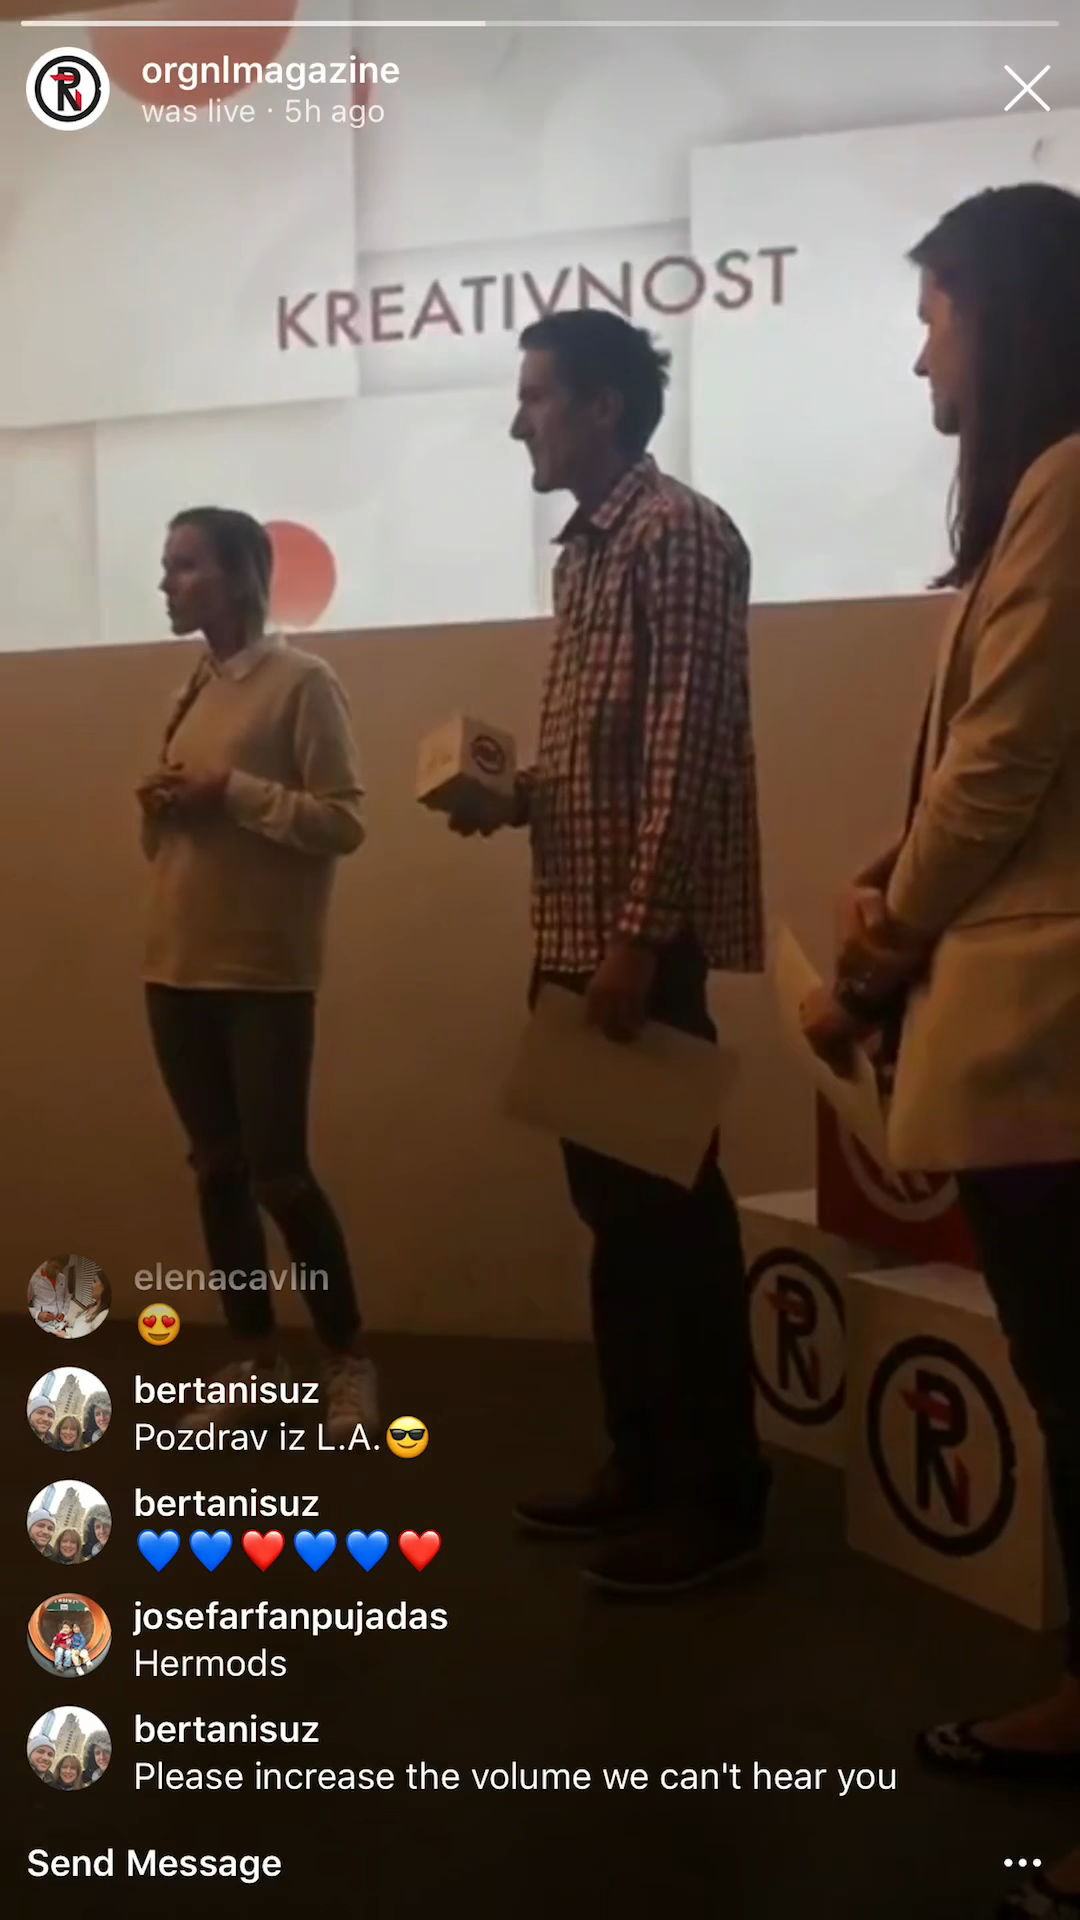 orgnlmagazine
was live · 5h ago
KREATIVNOST
elenacavlin
😍
bertanisuz
Pozdrav iz L.A.😎
bertanisuz
💙💙❤️💙💙❤️
josefarfanpujadas
Hermods
bertanisuz
Please increase the volume we can't hear you
Send Message